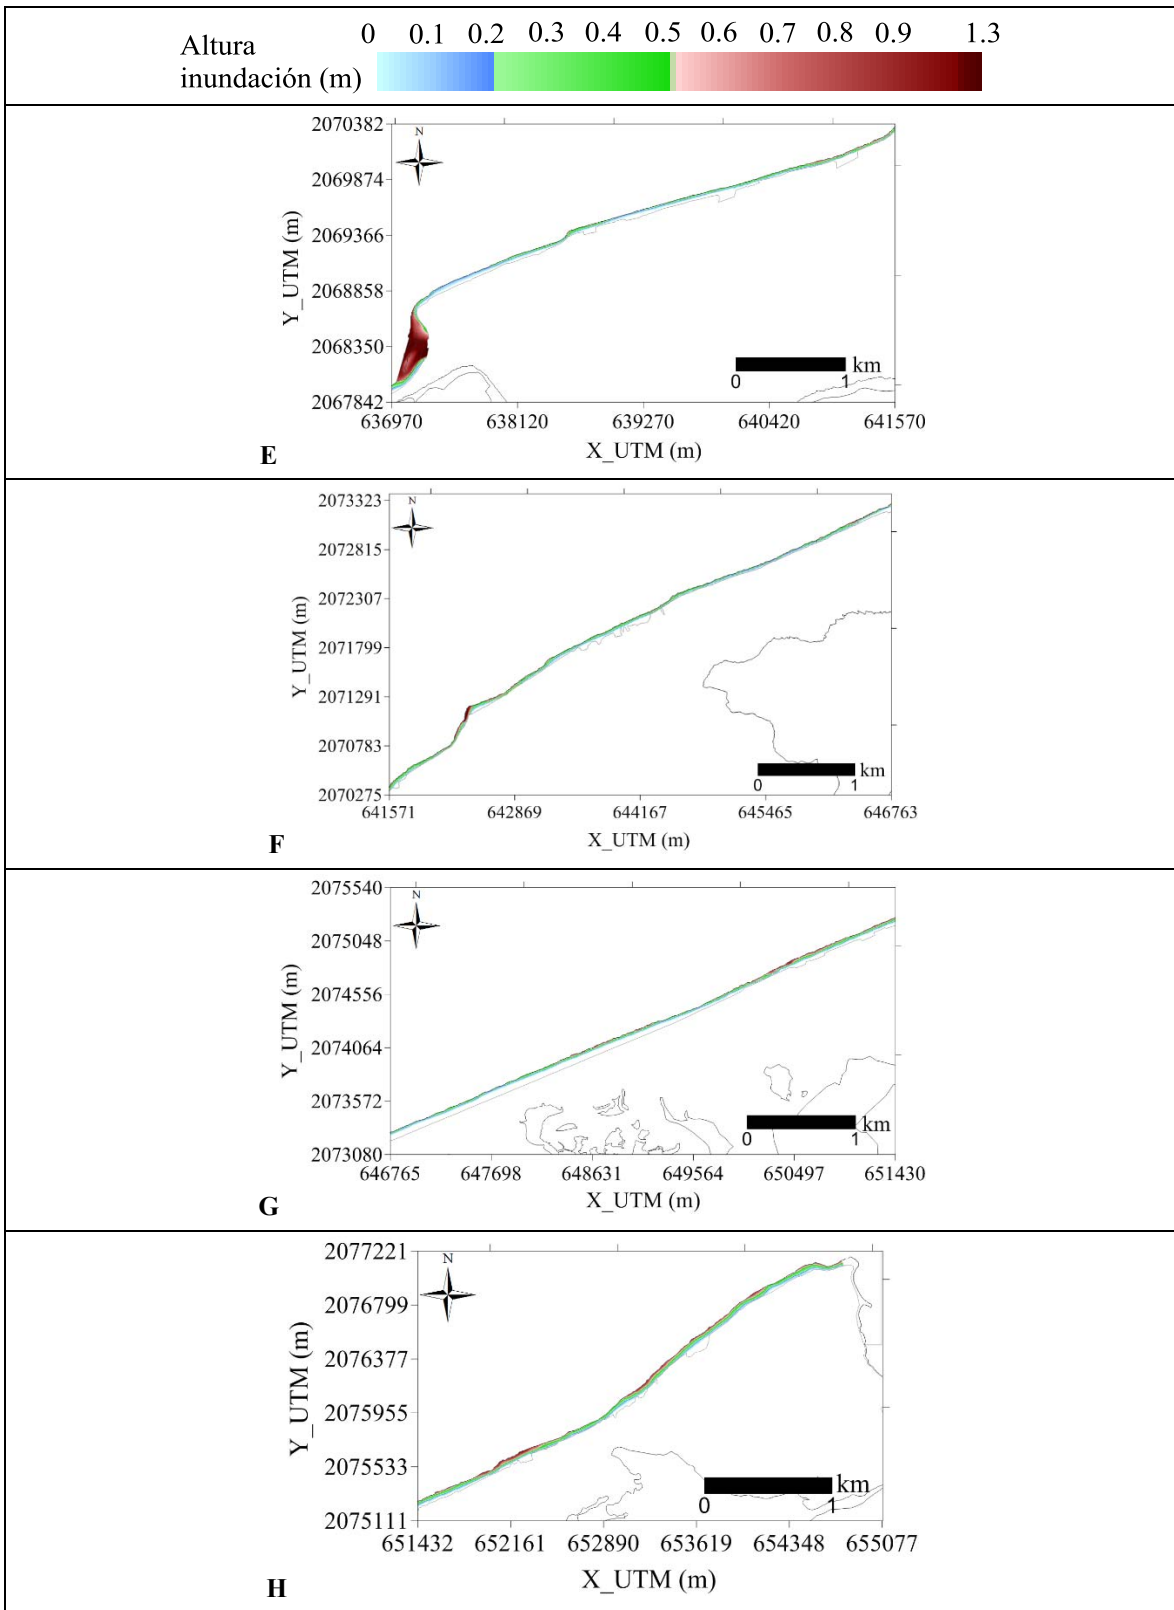 0 0.1 0.2 0.3 0.4 0.5 0.6 0.7 0.8 0.9 1.3
Altura
inundación (m)
2070382
N
2069874
2069366
2068858
2068350
2067842
Y_UTM (m)
km
0 1
636970 638120 639270 640420 641570
X_UTM (m)
E
2073323
N
2072815
2072307
2071799
2071291
2070783
2070275
Y_UTM (m)
km
0 1
641571 642869 644167 645465 646763
X_UTM (m)
F
2075540
N
2075048
2074556
2074064
2073572
2073080
Y_UTM (m)
km
0 1
646765 647698 648631 649564 650497 651430
X_UTM (m)
G
2077221
N
2076799
2076377
2075955
2075533
2075111
Y_UTM (m)
km
0 1
651432 652161 652890 653619 654348 655077
X_UTM (m)
H